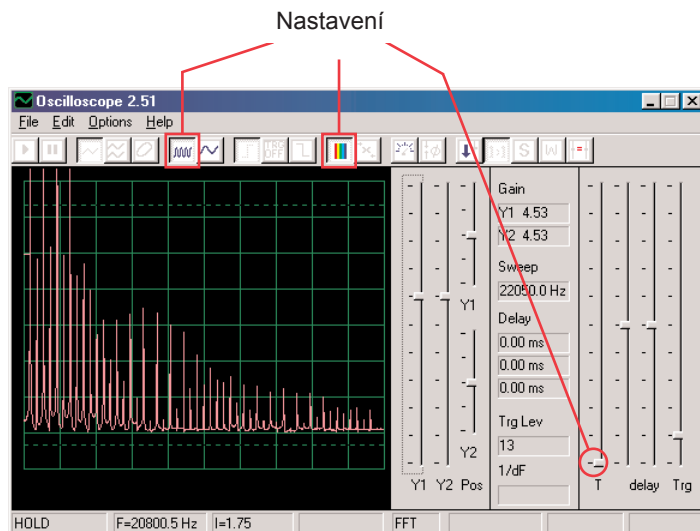 Nastavení
Oscilloscope 2.51
File Edit Options Help
TRG OFF
S
Gain
Y1 4.53
Y2 4.53
Sweep
22050.0 Hz
Delay
0.00 ms
0.00 ms
0.00 ms
Trg Lev
13
1/dF
Y1
Y2
Y1 Y2 Pos
T delay Trg
HOLD F=20800.5 Hz I=1.75 FFT